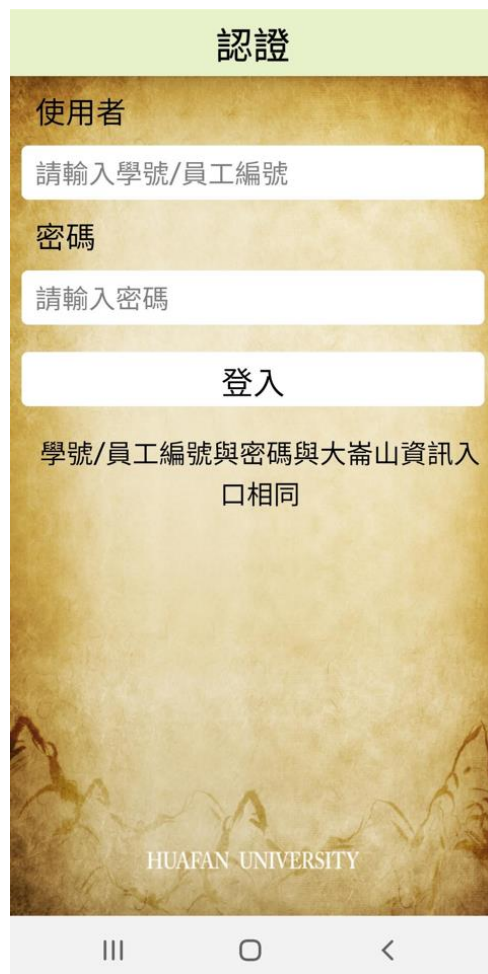 認證
使用者
請輸入學號/員工編號
密碼
請輸入密碼
登入
學號/員工編號與密碼與大崙山資訊入
口相同
HUAFAN UNIVERSITY